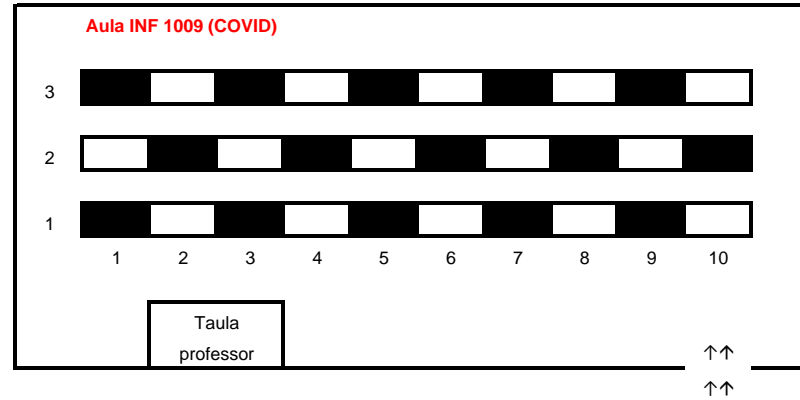 Aula INF 1009 (COVID)
3
2
1
1 2 3 4 5 6 7 8 9 10
Taula
professor
↑↑
↑↑